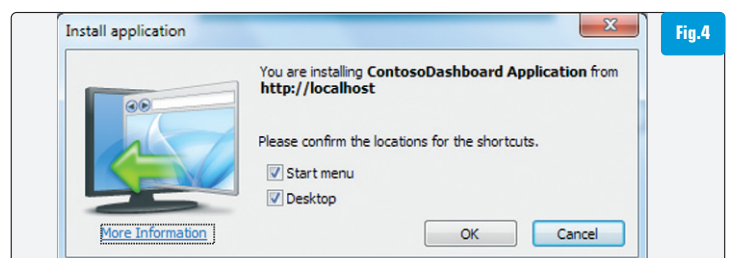 Install application
Fig.4
You are installing ContosoDashboard Application from
http://localhost
Please confirm the locations for the shortcuts.
Start menu
Desktop
More Information
OK
Cancel